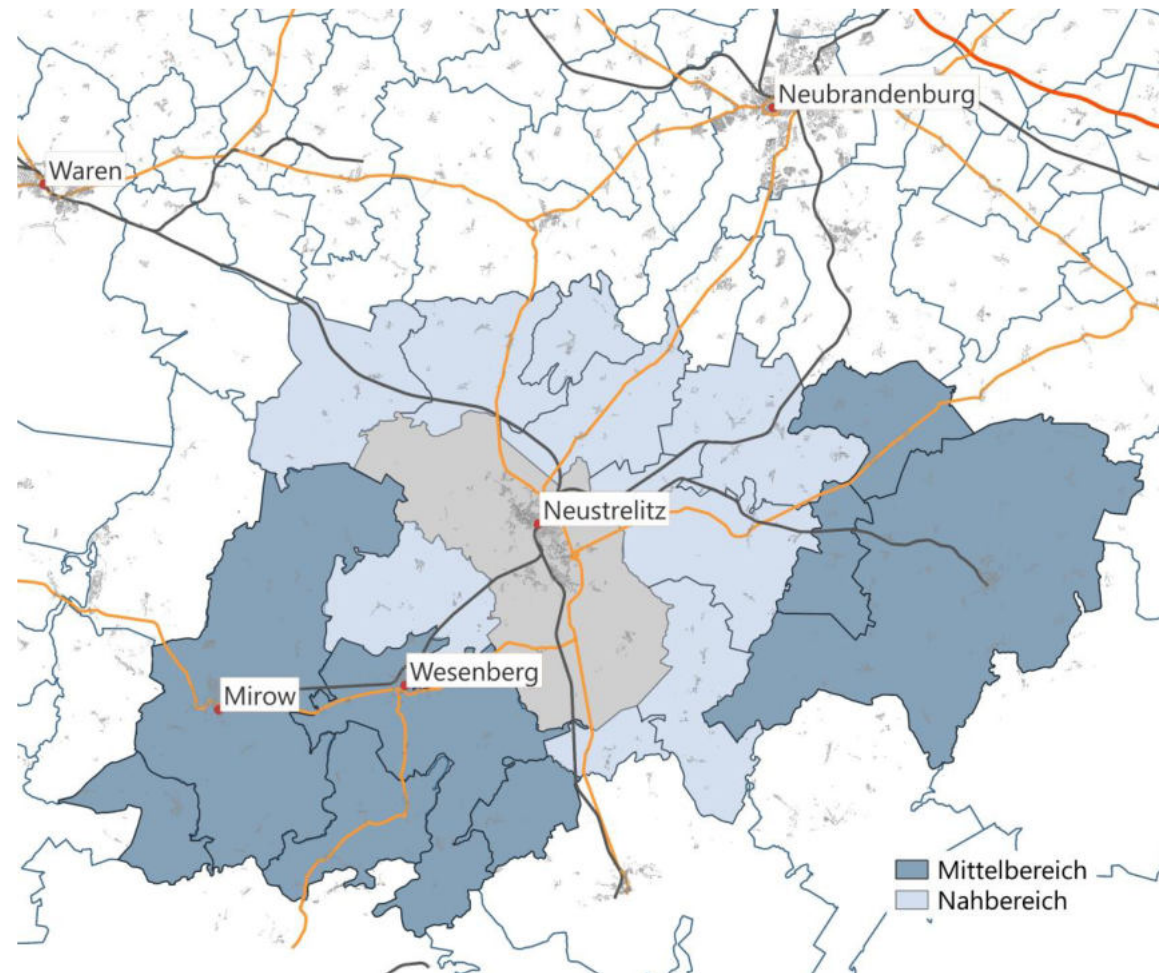 Neubrandenburg
Waren
Neustrelitz
Wesenberg
Mirow
Mittelbereich
Nahbereich